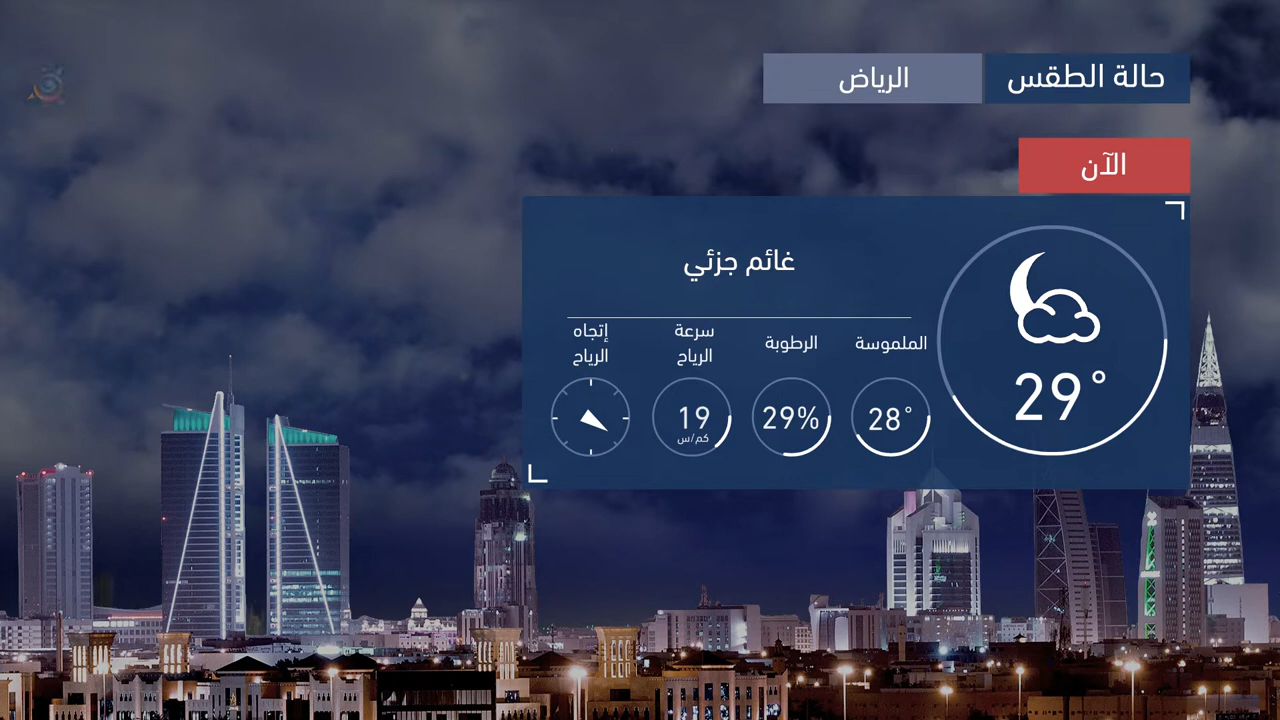 حالة الطقس
الرياض
الآن
29°
غائم جزئي
الملموسة
28°
الرطوبة
29%
سرعة
الرياح
19
كم/س
إتجاه
الرياح